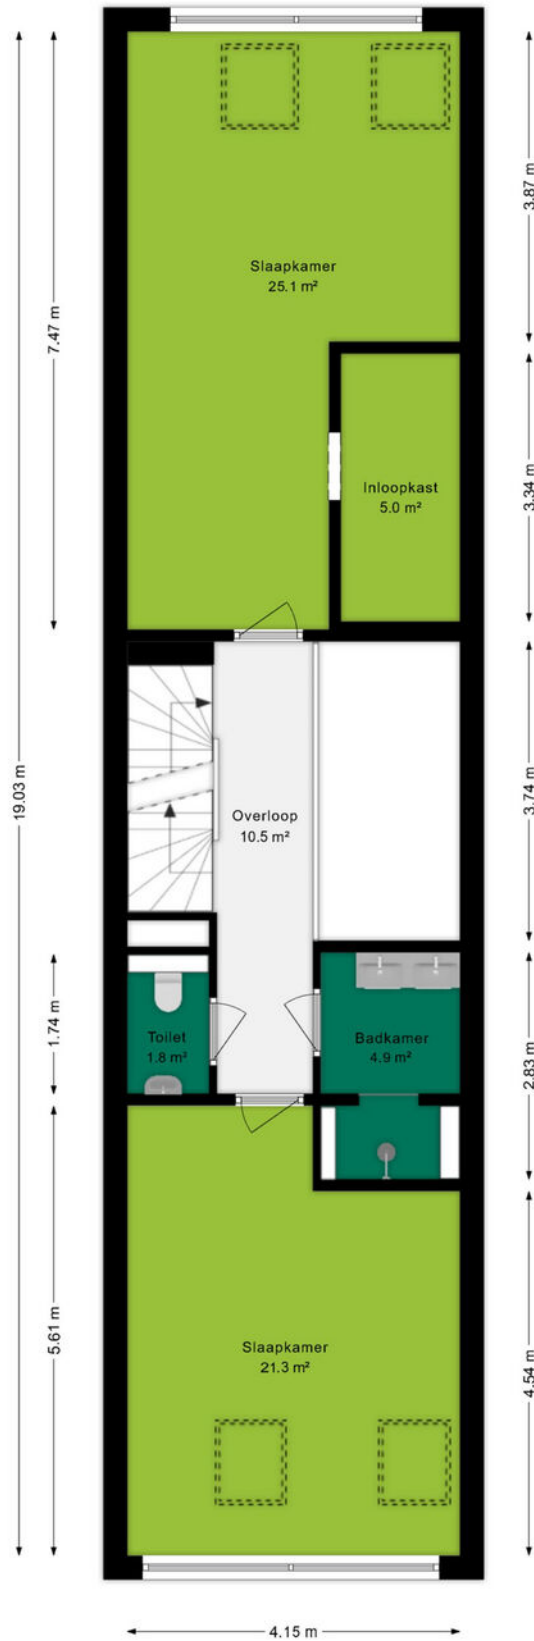 3.87 m
Slaapkamer
25.1 m²
7.47 m
Inloopkast
5.0 m²
3.34 m
19.03 m
3.74 m
Overloop
10.5 m²
1.74 m
Toilet
1.8 m²
Badkamer
4.9 m²
2.83 m
5.61 m
Slaapkamer
21.3 m²
4.54 m
4.15 m